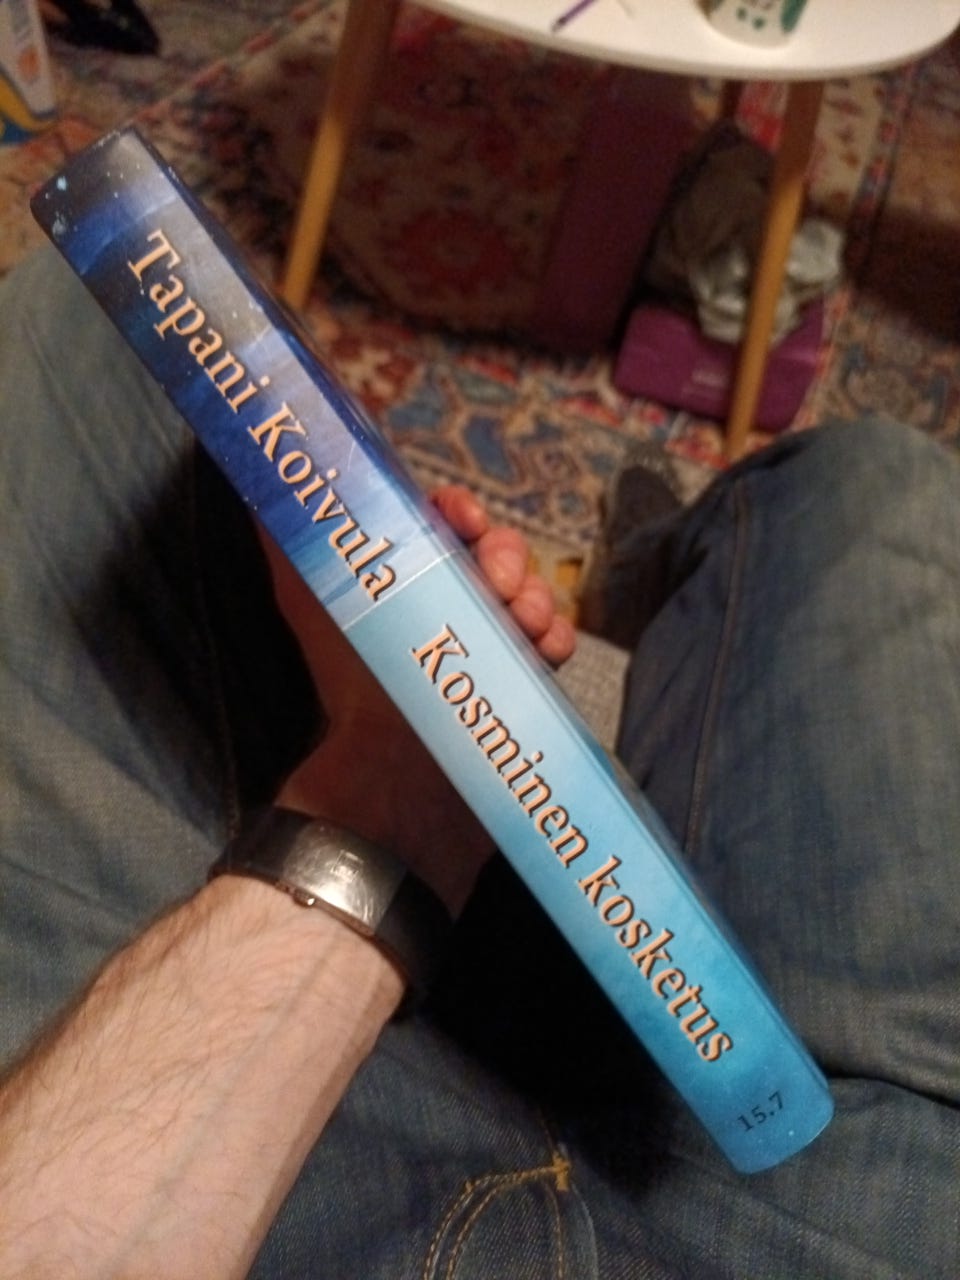 Tapani Koivula
Kosminen kosketus
15.7